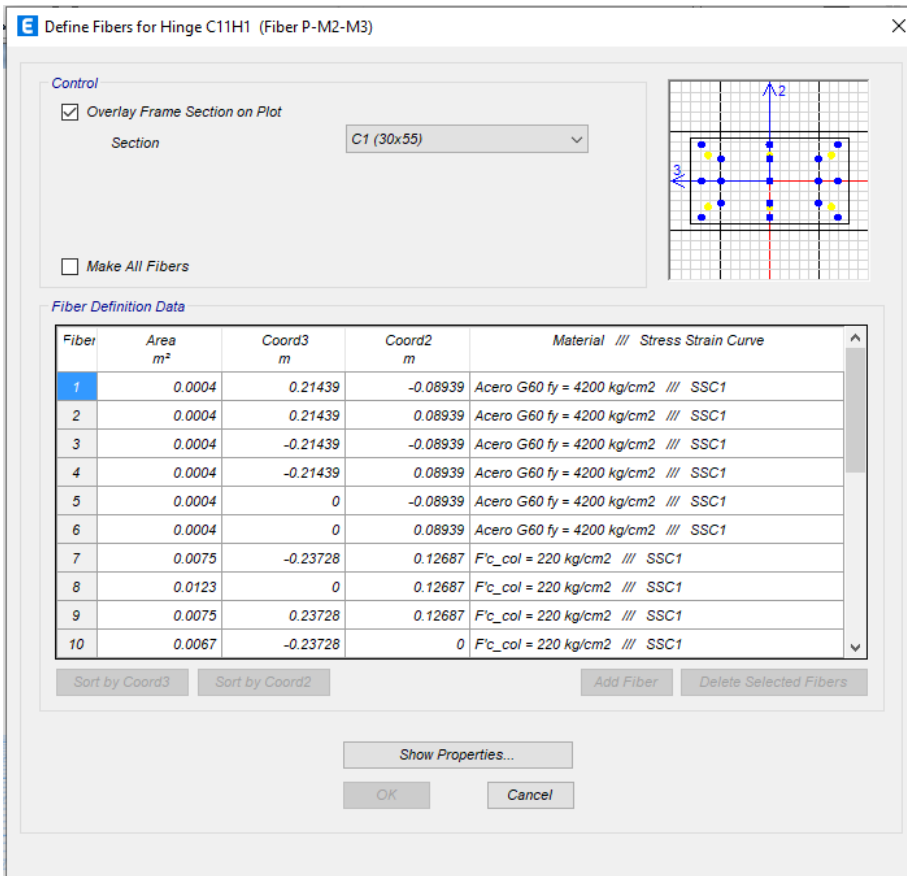 E Define Fibers for Hinge C11H1 (Fiber P-M2-M3)
Control
Overlay Frame Section on Plot
Section C1 (30x55)
Make All Fibers
2
3
Fiber Definition Data
Fiber Area Coord3 Coord2 Material /// Stress Strain Curve
m² m m
1 0.0004 0.21439 -0.08939 Acero G60 fy = 4200 kg/cm2 /// SSC1
2 0.0004 0.21439 0.08939 Acero G60 fy = 4200 kg/cm2 /// SSC1
3 0.0004 -0.21439 -0.08939 Acero G60 fy = 4200 kg/cm2 /// SSC1
4 0.0004 -0.21439 0.08939 Acero G60 fy = 4200 kg/cm2 /// SSC1
5 0.0004 0 -0.08939 Acero G60 fy = 4200 kg/cm2 /// SSC1
6 0.0004 0 0.08939 Acero G60 fy = 4200 kg/cm2 /// SSC1
7 0.0075 -0.23728 0.12687 F'c_col = 220 kg/cm2 /// SSC1
8 0.0123 0 0.12687 F'c_col = 220 kg/cm2 /// SSC1
9 0.0075 0.23728 0.12687 F'c_col = 220 kg/cm2 /// SSC1
10 0.0067 -0.23728 0 F'c_col = 220 kg/cm2 /// SSC1
Sort by Coord3 Sort by Coord2 Add Fiber Delete Selected Fibers
Show Properties...
OK Cancel